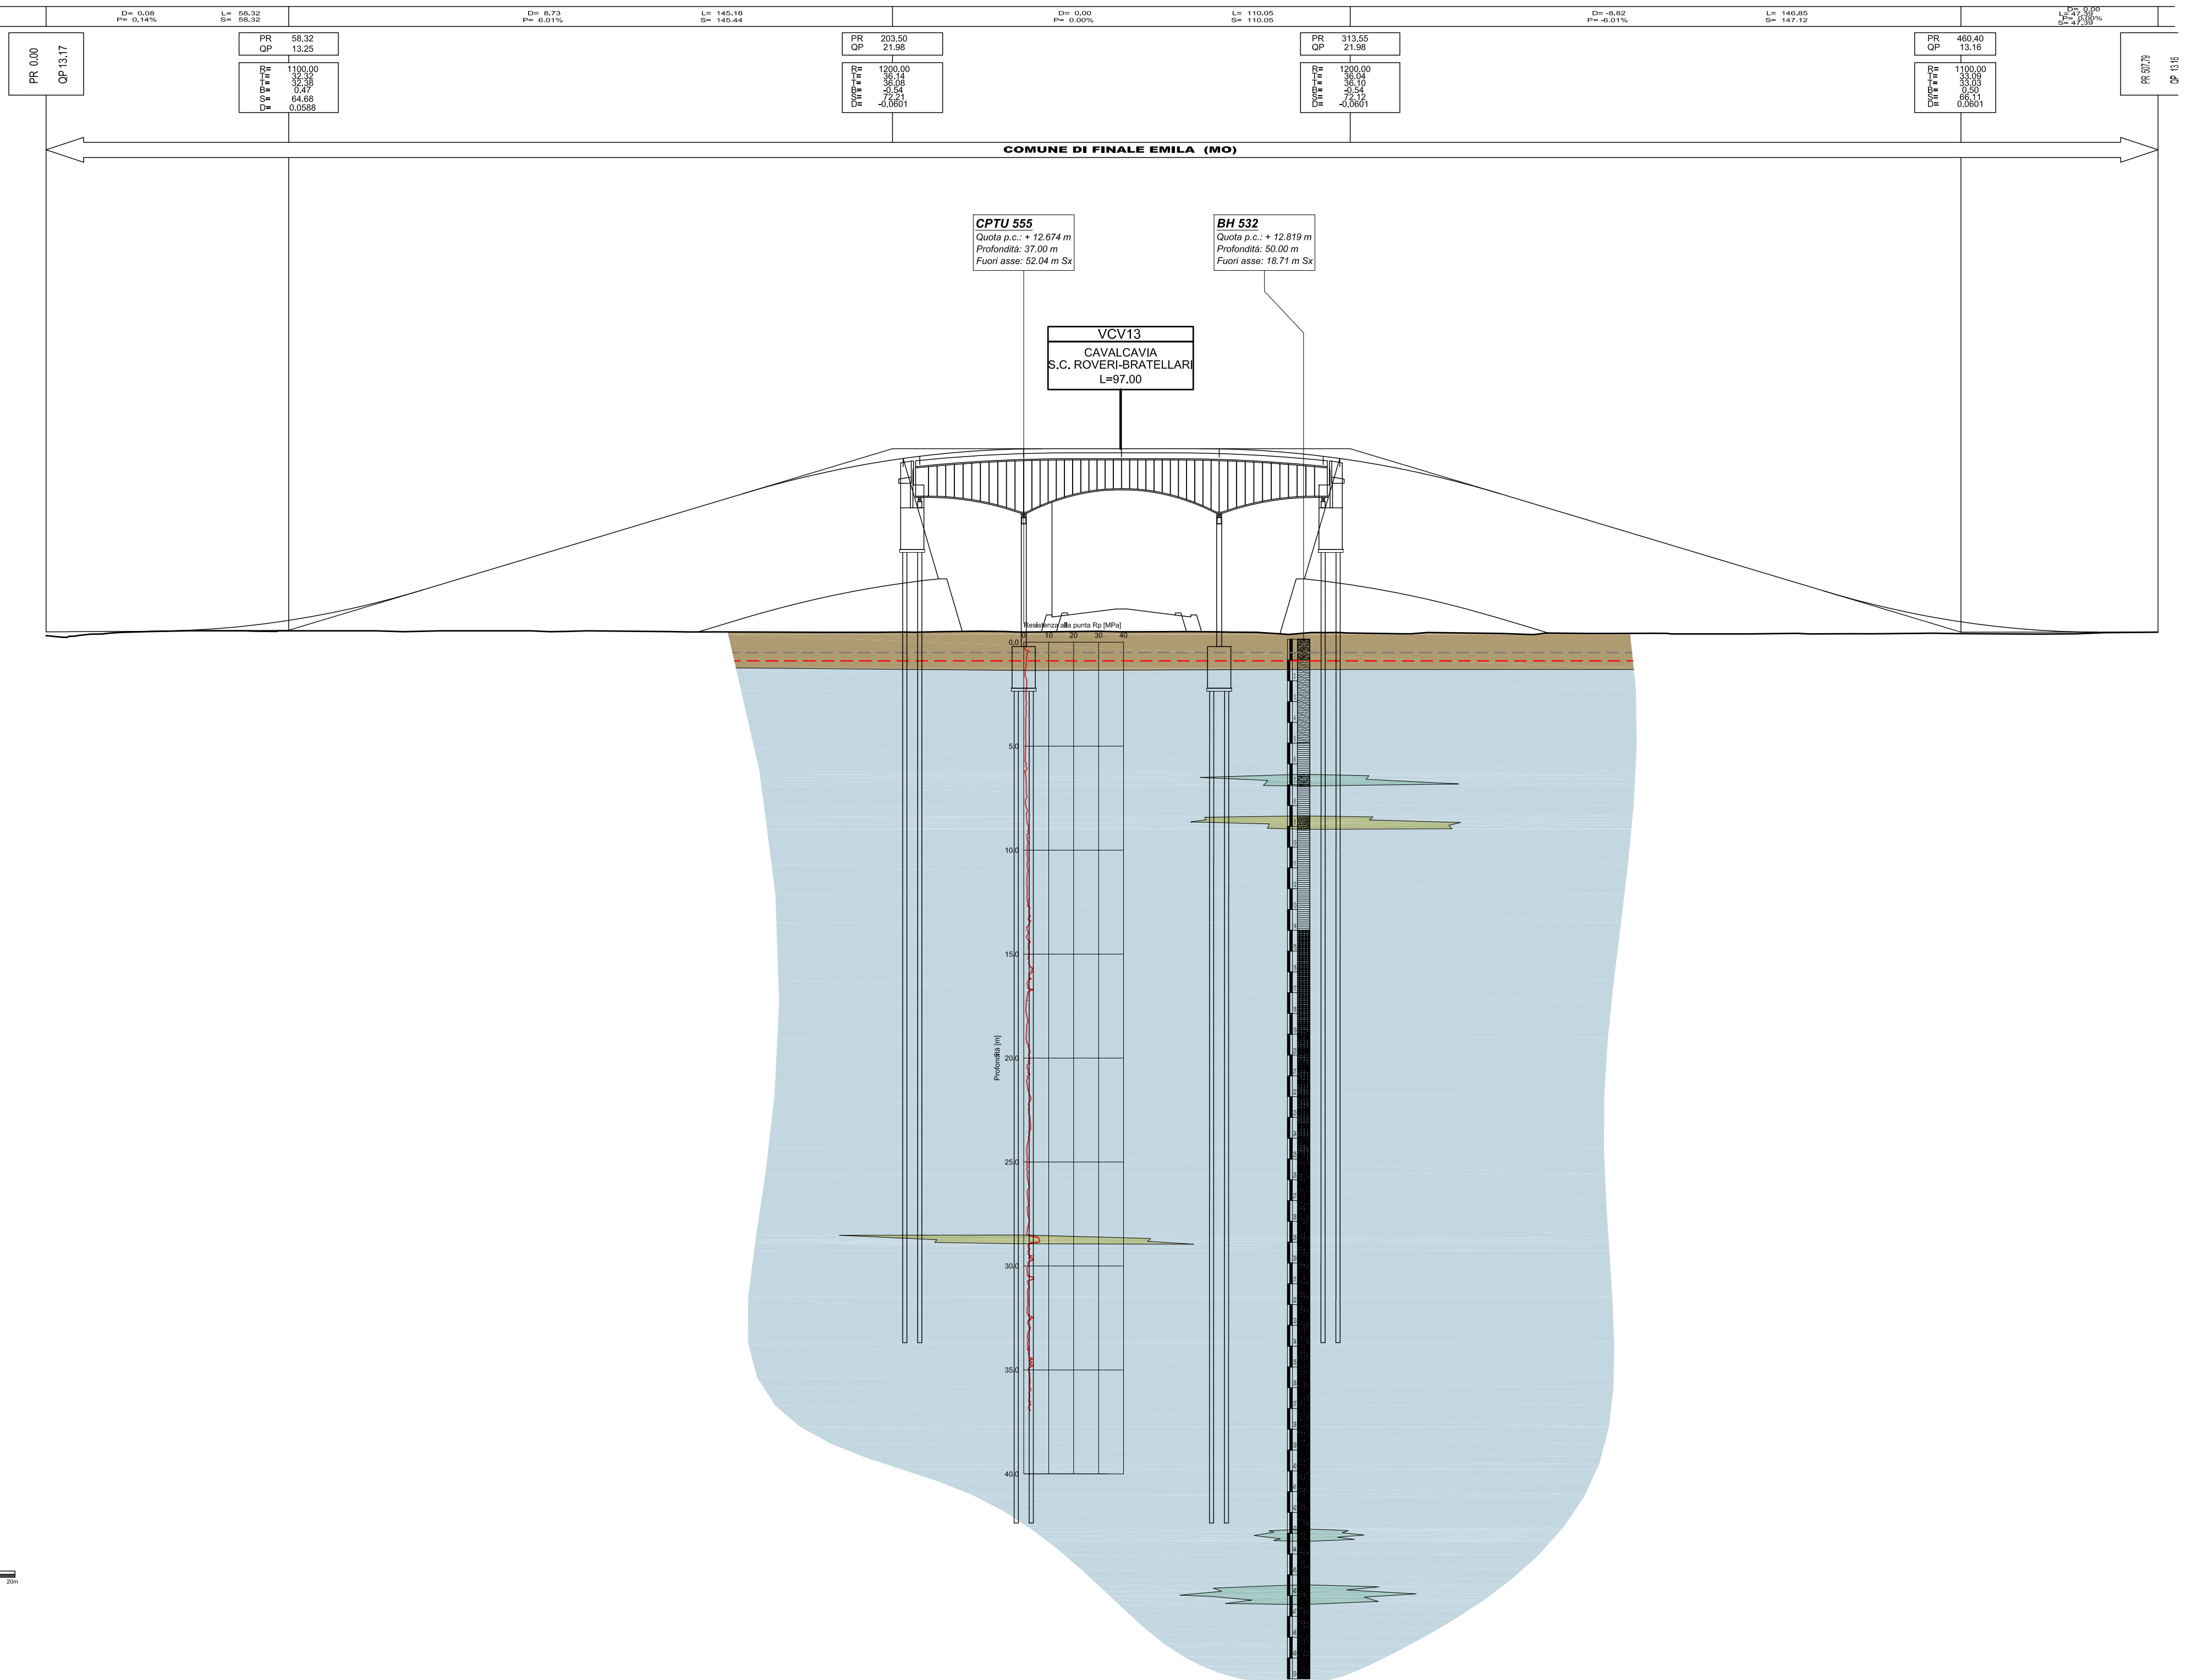 D= 0.08 L= 58.32
P= 0.14% S= 58.32
D= 8.73 L= 145.18
P= 6.01% S= 145.44
D= 0.00 L= 110.05
P= 0.00% S= 110.05
D= -8.82 L= 146.85
P= -6.01% S= 147.12
D= 0.00
L= 47.39
P= 0.00%
S= 47.39
PR 0.00
QP 13.17
PR 58.32
QP 13.25
R= 1100.00
T= 32.32
T= 32.38
B= 0.47
S= 64.68
D= 0.0588
PR 203.50
QP 21.98
R= 1200.00
T= 36.14
T= 36.08
B= -0.54
S= 72.21
D= -0.0601
PR 313.55
QP 21.98
R= 1200.00
T= 36.04
T= 36.10
B= -0.54
S= 72.12
D= -0.0601
PR 460.40
QP 13.16
R= 1100.00
T= 33.09
T= 33.03
B= 0.50
S= 66.11
D= 0.0601
PR 507.79
QP 13.16
COMUNE DI FINALE EMILA (MO)
CPTU 555
Quota p.c.: + 12.674 m
Profondità: 37.00 m
Fuori asse: 52.04 m Sx
BH 532
Quota p.c.: + 12.819 m
Profondità: 50.00 m
Fuori asse: 18.71 m Sx
VCV13
CAVALCAVIA
S.C. ROVERI-BRATELLARI
L=97.00
Resistenza alla punta Rp [MPa]
0 10 20 30 40
0.0
5.0
10.0
15.0
20.0
25.0
30.0
35.0
40.0
Profondità [m]
20m